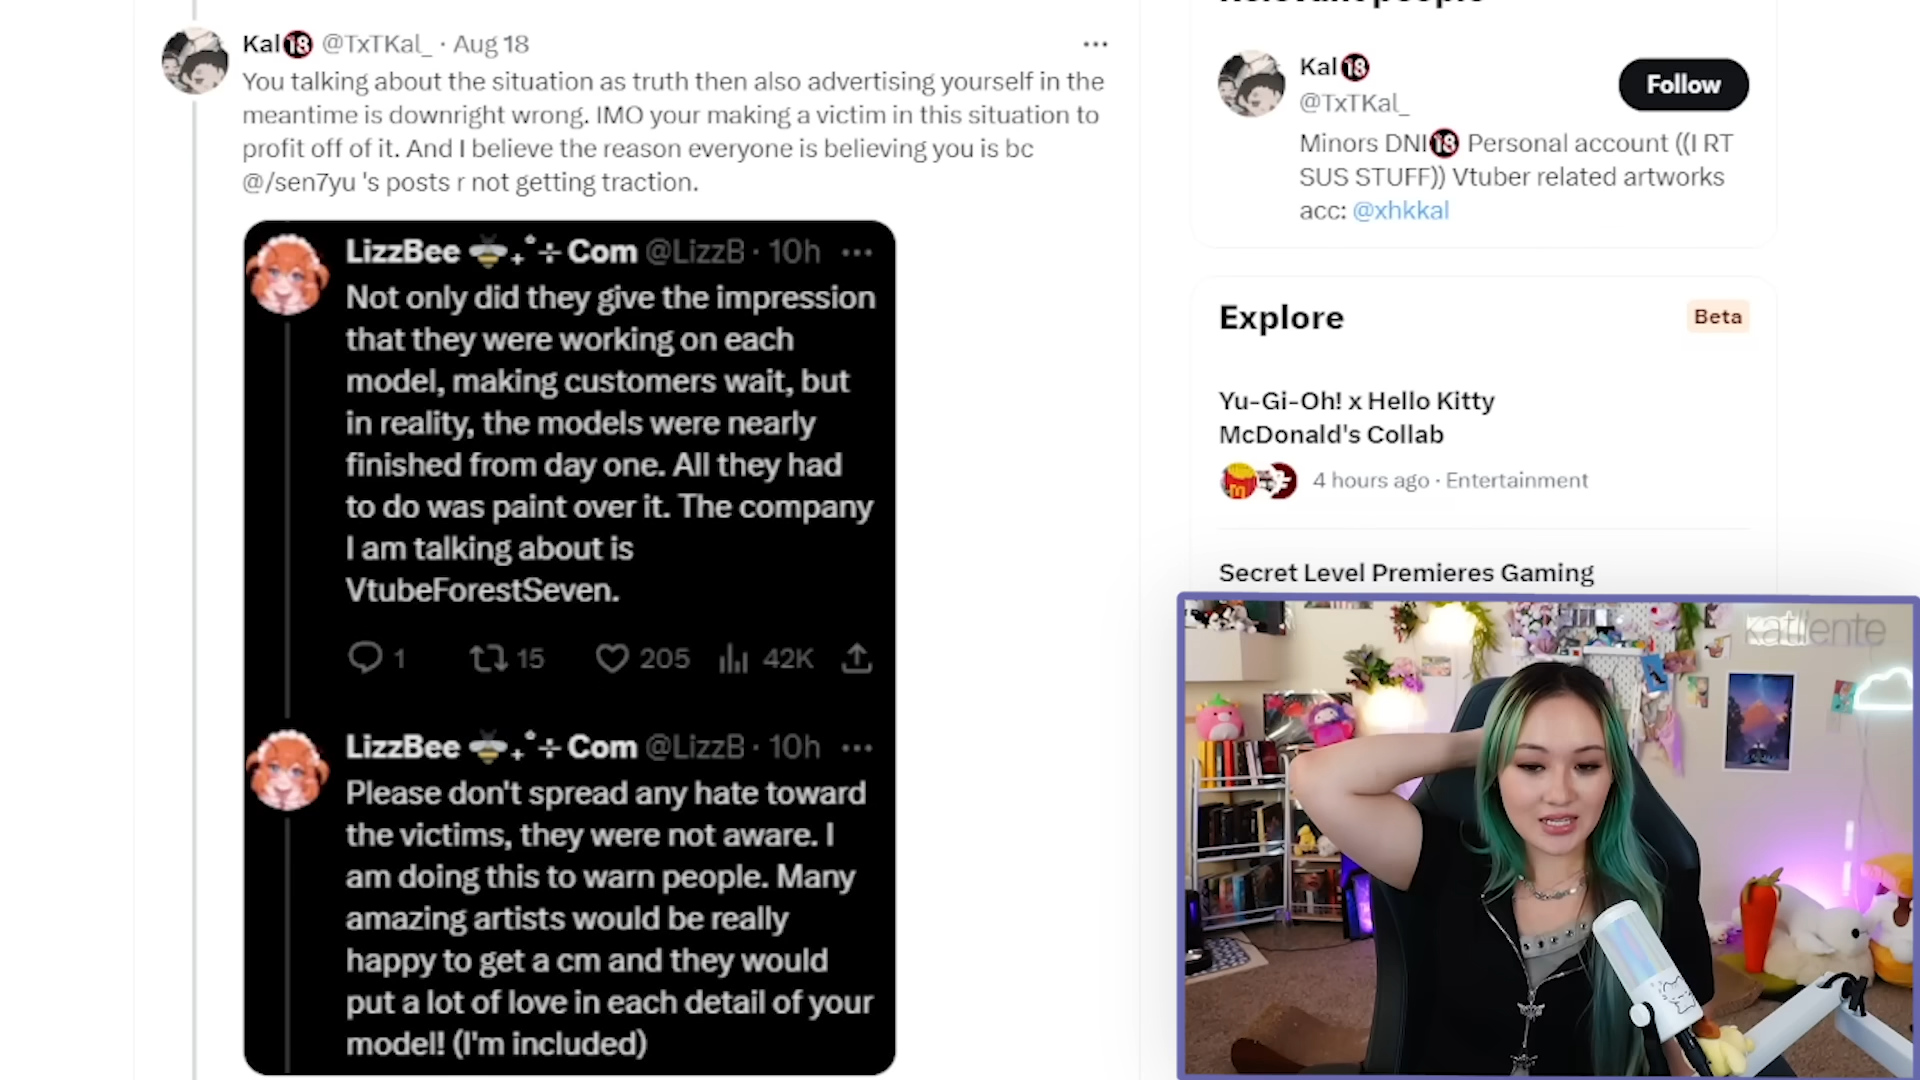 Kal🔞 @TxTKal_ · Aug 18
You talking about the situation as truth then also advertising yourself in the
meantime is downright wrong. IMO your making a victim in this situation to
profit off of it. And I believe the reason everyone is believing you is bc
@/sen7yu 's posts r not getting traction.
LizzBee 🐝₊˚⊹ Com @LizzB · 10h
Not only did they give the impression
that they were working on each
model, making customers wait, but
in reality, the models were nearly
finished from day one. All they had
to do was paint over it. The company
I am talking about is
VtubeForestSeven.
1 15 205 42K
LizzBee 🐝₊˚⊹ Com @LizzB · 10h
Please don't spread any hate toward
the victims, they were not aware. I
am doing this to warn people. Many
amazing artists would be really
happy to get a cm and they would
put a lot of love in each detail of your
model! (I'm included)
Relevant people
Kal🔞
@TxTKal_
Follow
Minors DNI🔞 Personal account ((I RT
SUS STUFF)) Vtuber related artworks
acc: @xhkkal
Explore
Beta
Yu-Gi-Oh! x Hello Kitty
McDonald's Collab
4 hours ago · Entertainment
Secret Level Premieres Gaming
katllente